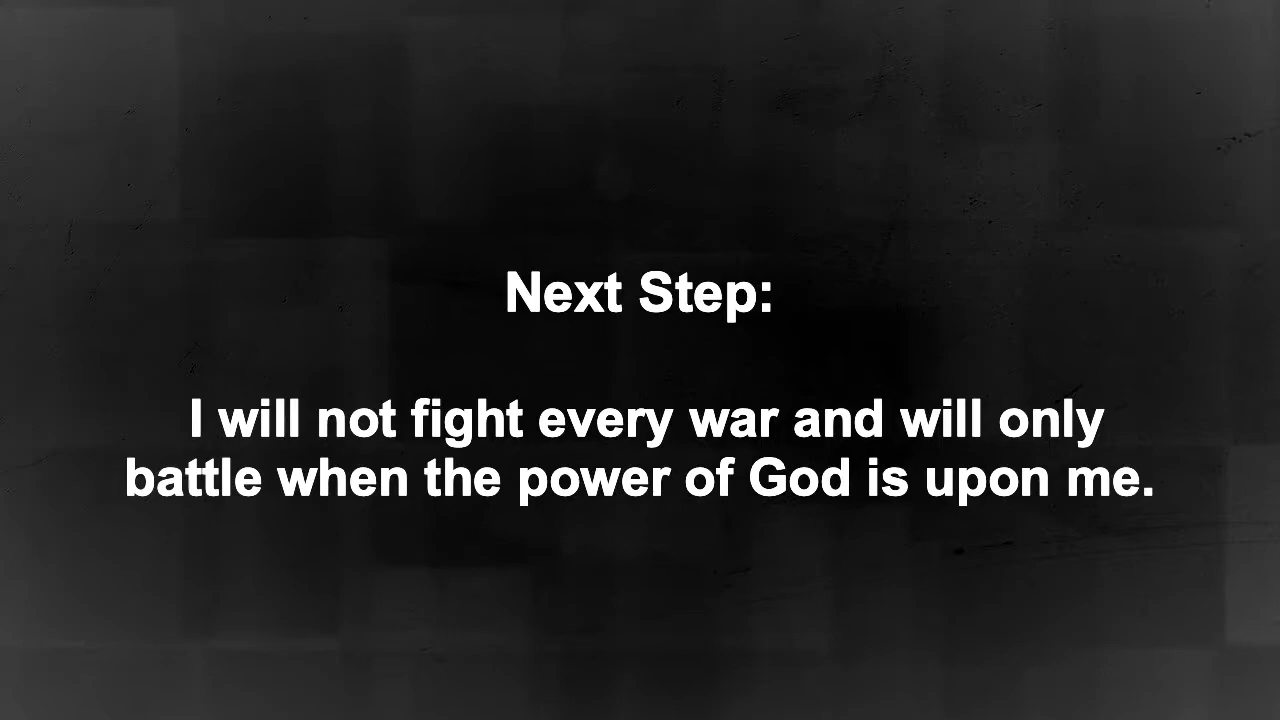 Next Step:
I will not fight every war and will only
battle when the power of God is upon me.